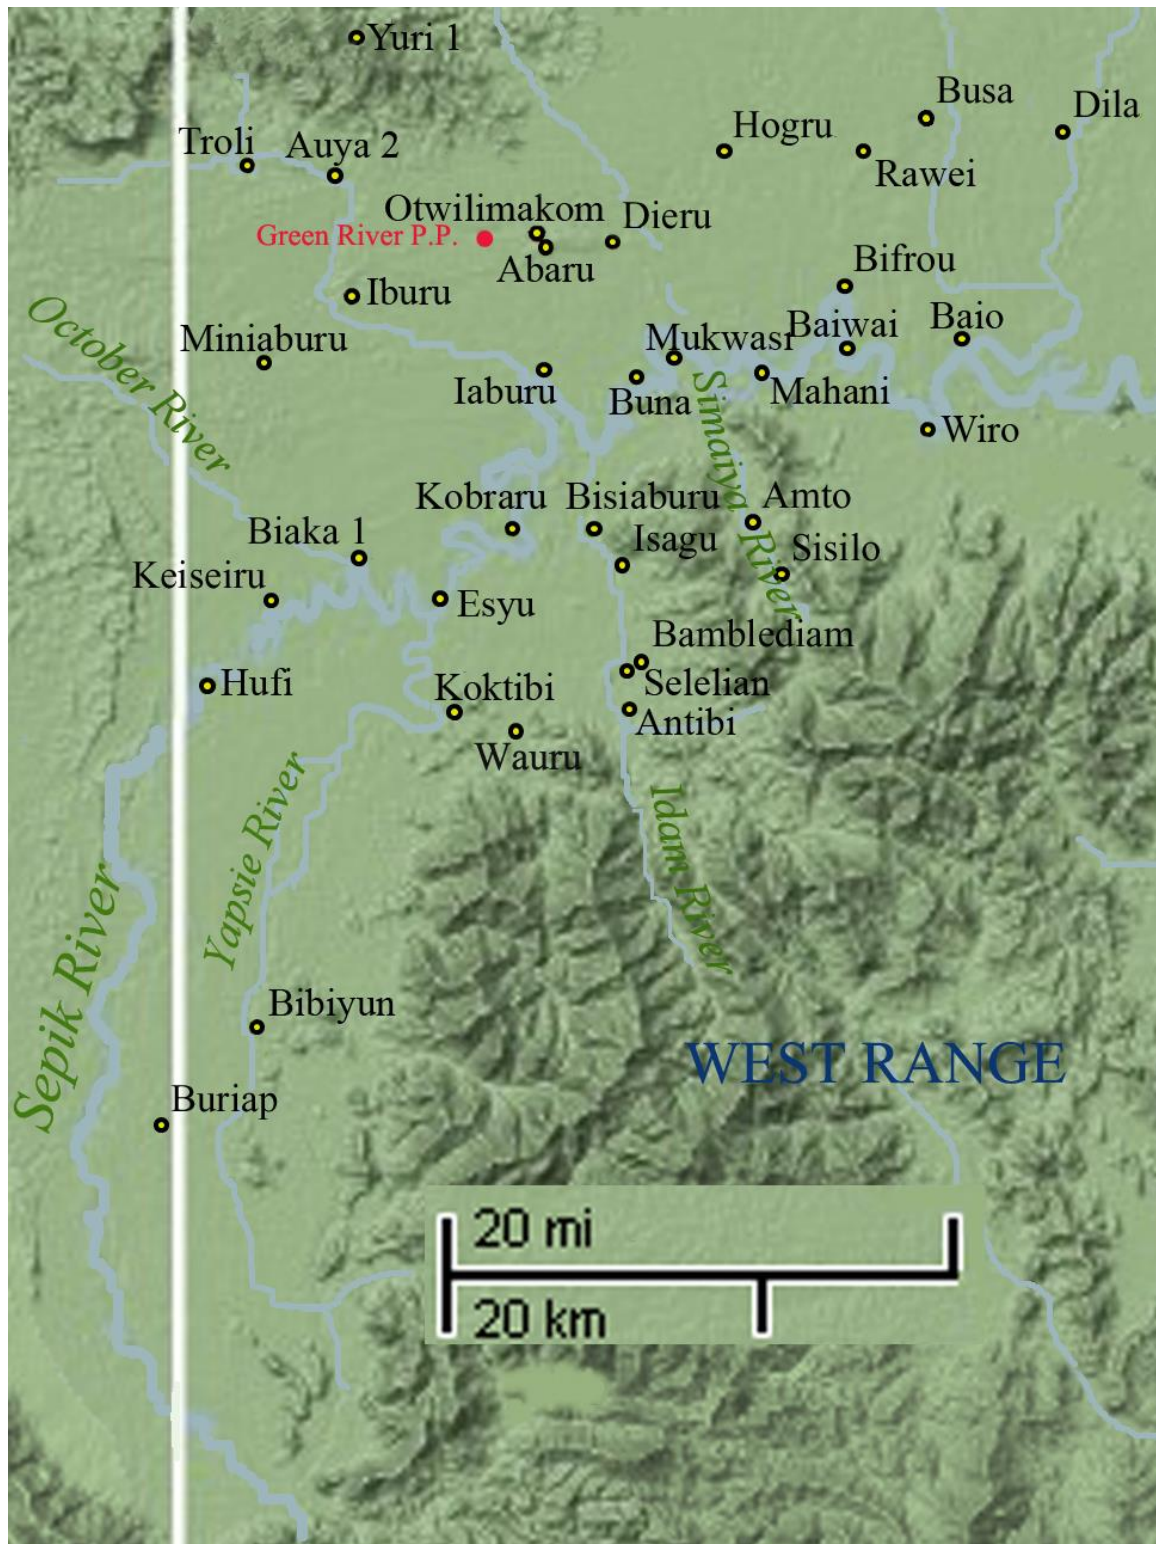 Yuri 1
Busa
Dila
Hogru
Troli
Auya 2
Rawei
Otwilimakom
Dieru
Green River P.P.
Abaru
Bifrou
Iburu
October River
Miniaburu
Mukwasi
Baiwai
Baio
Iaburu
Buna
Simaiya River
Mahani
Wiro
Kobraru
Bisiaburu
Amto
Biaka 1
Isagu
Sisilo
Keiseiru
Esyu
Bamblediam
Hufi
Koktibi
Selelian
Antibi
Wauru
Yapsie River
Idam River
Sepik River
Bibiyun
WEST RANGE
Buriap
20 mi
20 km